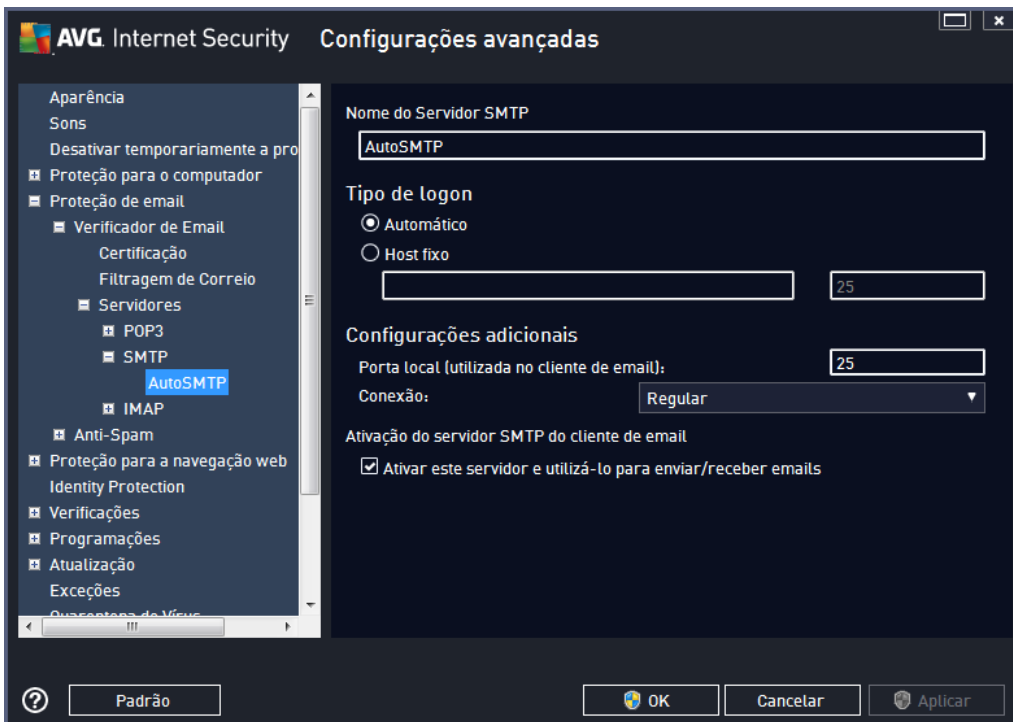 AVG. Internet Security
Configurações avançadas
Aparência
Sons
Desativar temporariamente a pro
Proteção para o computador
Proteção de email
Verificador de Email
Certificação
Filtragem de Correio
Servidores
POP3
SMTP
AutoSMTP
IMAP
Anti-Spam
Proteção para a navegação web
Identity Protection
Verificações
Programações
Atualização
Exceções
Quarentena de Vírus
Nome do Servidor SMTP
AutoSMTP
Tipo de logon
Automático
Host fixo
25
Configurações adicionais
Porta local (utilizada no cliente de email):
25
Conexão:
Regular
Ativação do servidor SMTP do cliente de email
Ativar este servidor e utilizá-lo para enviar/receber emails
?
Padrão
OK
Cancelar
Aplicar